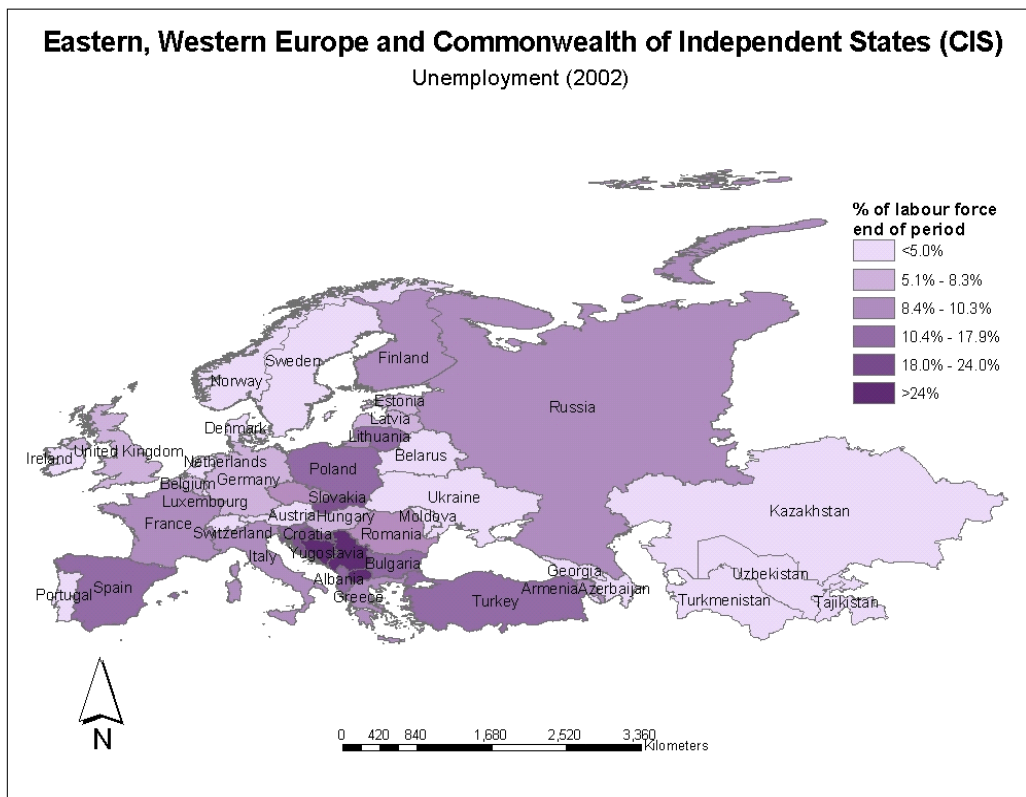 Eastern, Western Europe and Commonwealth of Independent States (CIS)
Unemployment (2002)
% of labour force
end of period
<5.0%
5.1% - 8.3%
8.4% - 10.3%
10.4% - 17.9%
18.0% - 24.0%
>24%
Finland
Sweden
Norway
Russia
Estonia
Latvia
Denmark
Lithuania
United Kingdom
Ireland
Netherlands
Belarus
Poland
Germany
Belgium
Luxembourg
Slovakia
Ukraine
Kazakhstan
Austria
Hungary
Moldova
France
Switzerland
Croatia
Romania
Yugoslavia
Italy
Bulgaria
Georgia
Uzbekistan
Albania
Armenia
Azerbaijan
Spain
Portugal
Greece
Turkey
Turkmenistan
Tajikistan
N
0 420 840 1,680 2,520 3,360
Kilometers